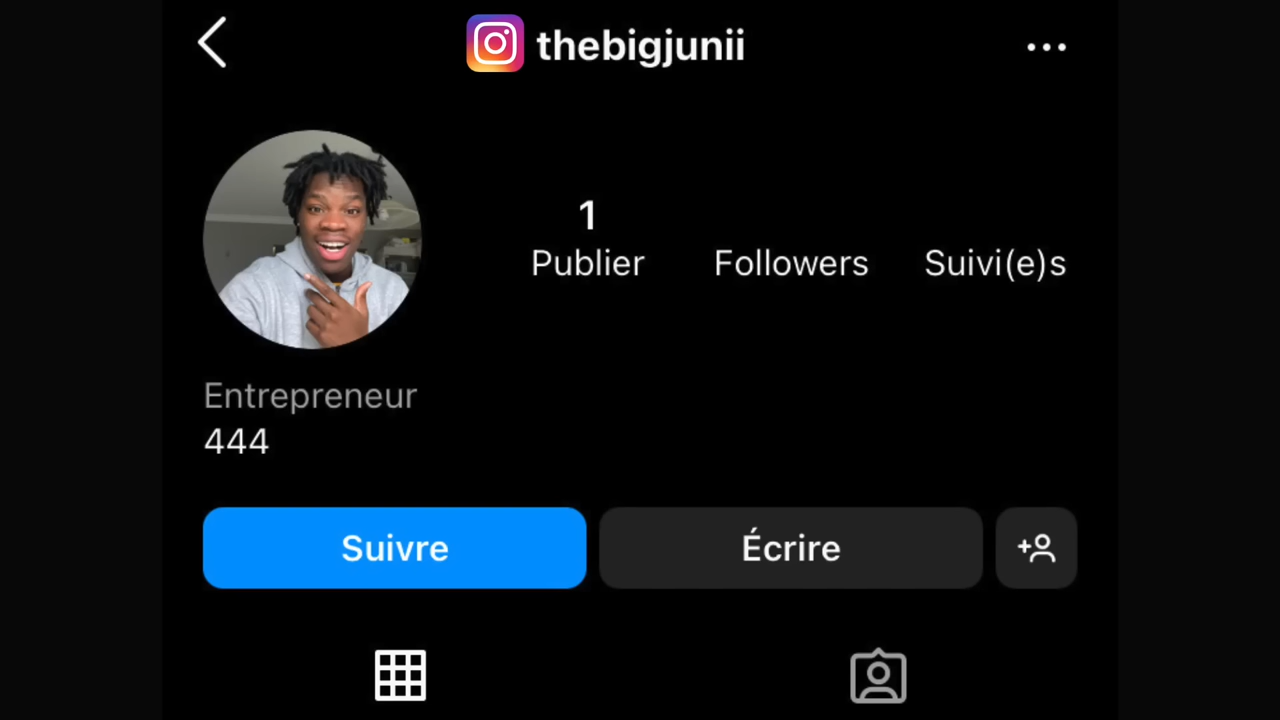 thebigjunii
1
Publier Followers Suivi(e)s
Entrepreneur
444
Suivre Écrire